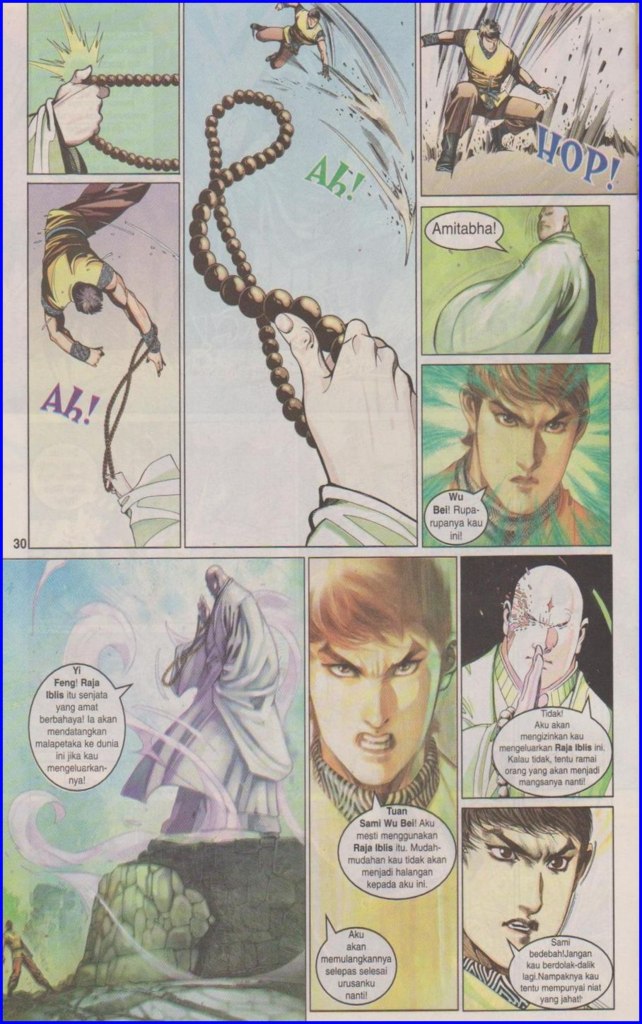 Ah!
Ah!
HOP!
Amitabha!
Wu
Bei! Rupa-
rupanya kau
ini!
30
Yi
Feng! Raja
Iblis itu senjata
yang amat
berbahaya! Ia akan
mendatangkan
malapetaka ke dunia
ini jika kau
mengeluarkan-
nya!
Tuan
Sami Wu Bei! Aku
mesti menggunakan
Raja Iblis itu. Mudah-
mudahan kau tidak akan
menjadi halangan
kepada aku ini.
Aku
akan
memulangkannya
selepas selesai
urusanku
nanti!
Tidak!
Aku akan
mengizinkan kau
mengeluarkan Raja Iblis ini.
Kalau tidak, tentu ramai
orang yang akan menjadi
mangsanya nanti!
Sami
bedebah!Jangan
kau berdolak-dalik
lagi.Nampaknya kau
tentu mempunyai niat
yang jahat!